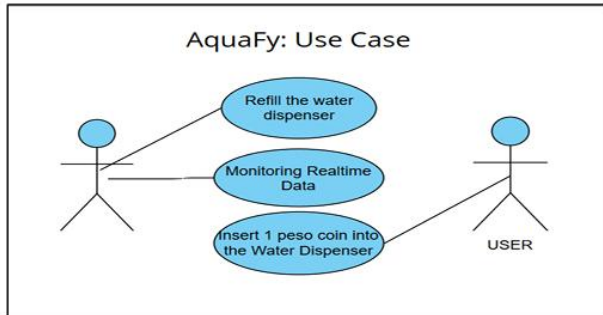 AquaFy: Use Case
Refill the water
dispenser
Monitoring Realtime
Data
Insert 1 peso coin into
the Water Dispenser
USER